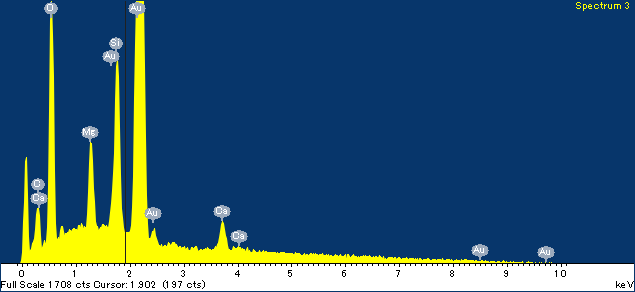 Spectrum 3
O
Au
Si
Au
Mg
C
Ca
Au
Ca
Ca
Au
Au
0 1 2 3 4 5 6 7 8 9 10
Full Scale 1708 cts Cursor: 1.902 (197 cts) keV